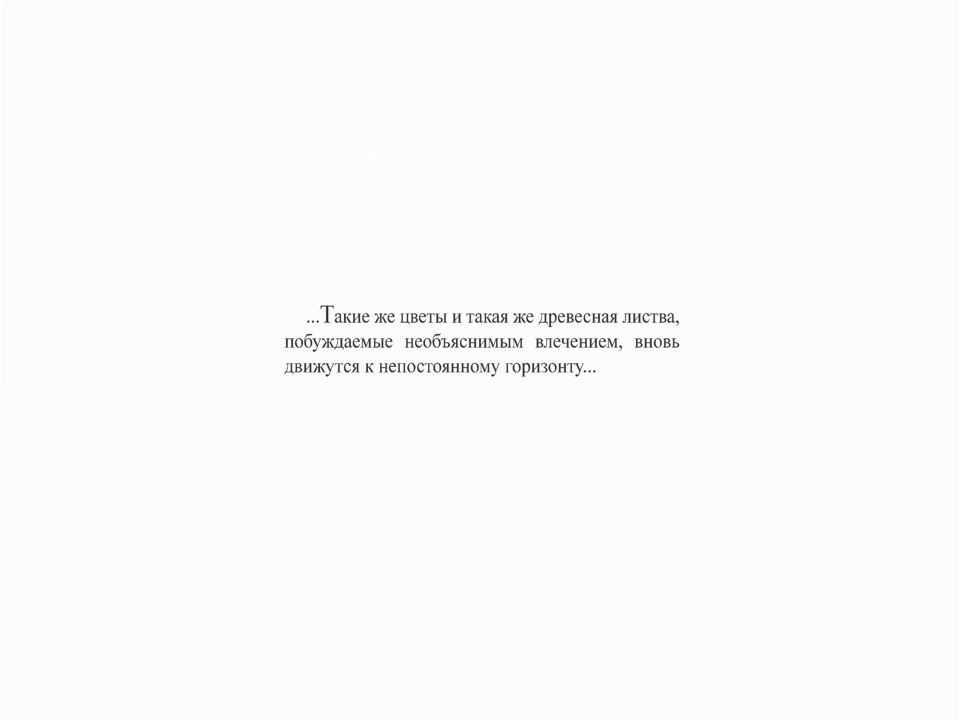 ...Такие же цветы и такая же древесная листва,
побуждаемые необъяснимым влечением, вновь
движутся к непостоянному горизонту...